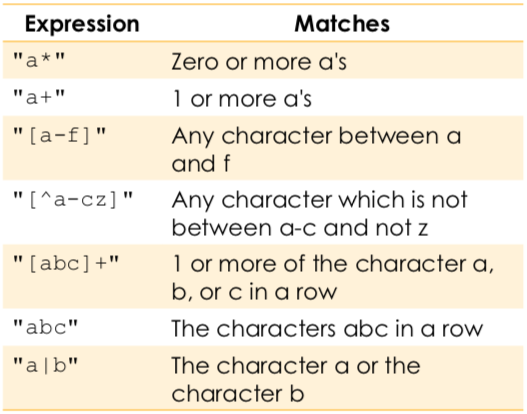 Expression Matches
"a*" Zero or more a's
"a+" 1 or more a's
"[a-f]" Any character between a
and f
"[^a-cz]" Any character which is not
between a-c and not z
"[abc]+" 1 or more of the character a,
b, or c in a row
"abc" The characters abc in a row
"a|b" The character a or the
character b